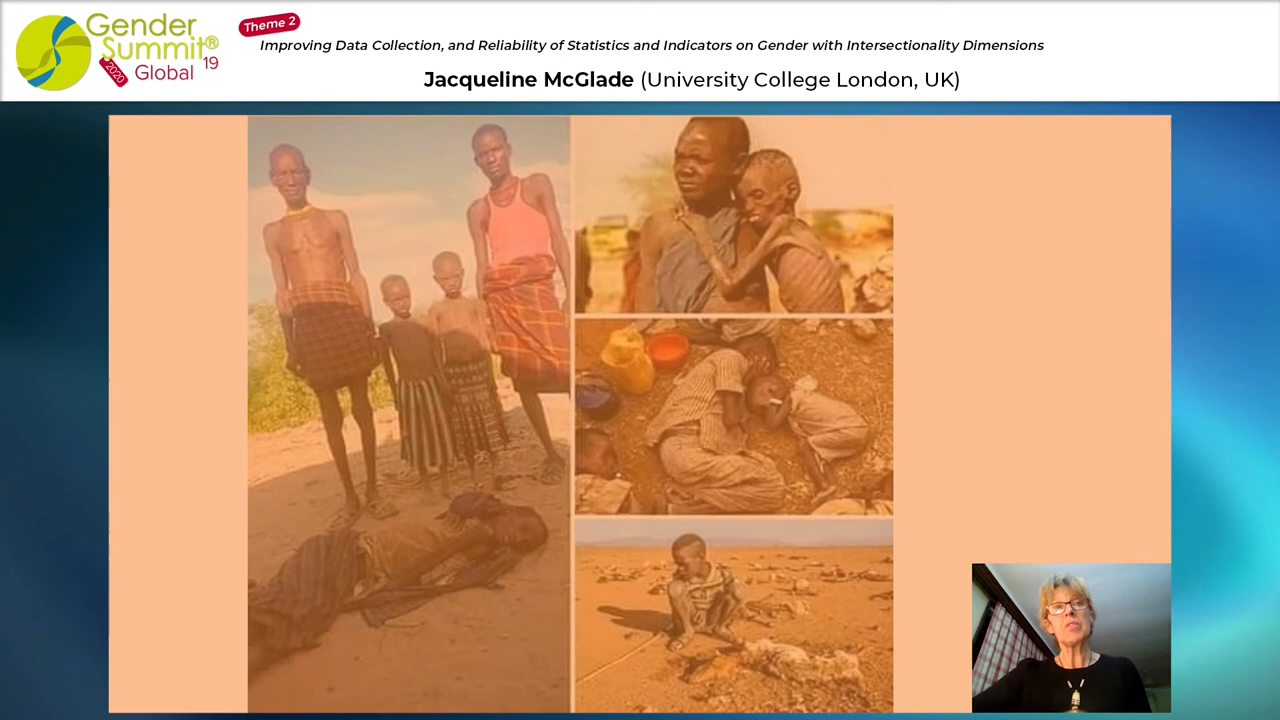 Gender
Summit®
Global 19
2020
Theme 2
Improving Data Collection, and Reliability of Statistics and Indicators on Gender with Intersectionality Dimensions
Jacqueline McGlade (University College London, UK)